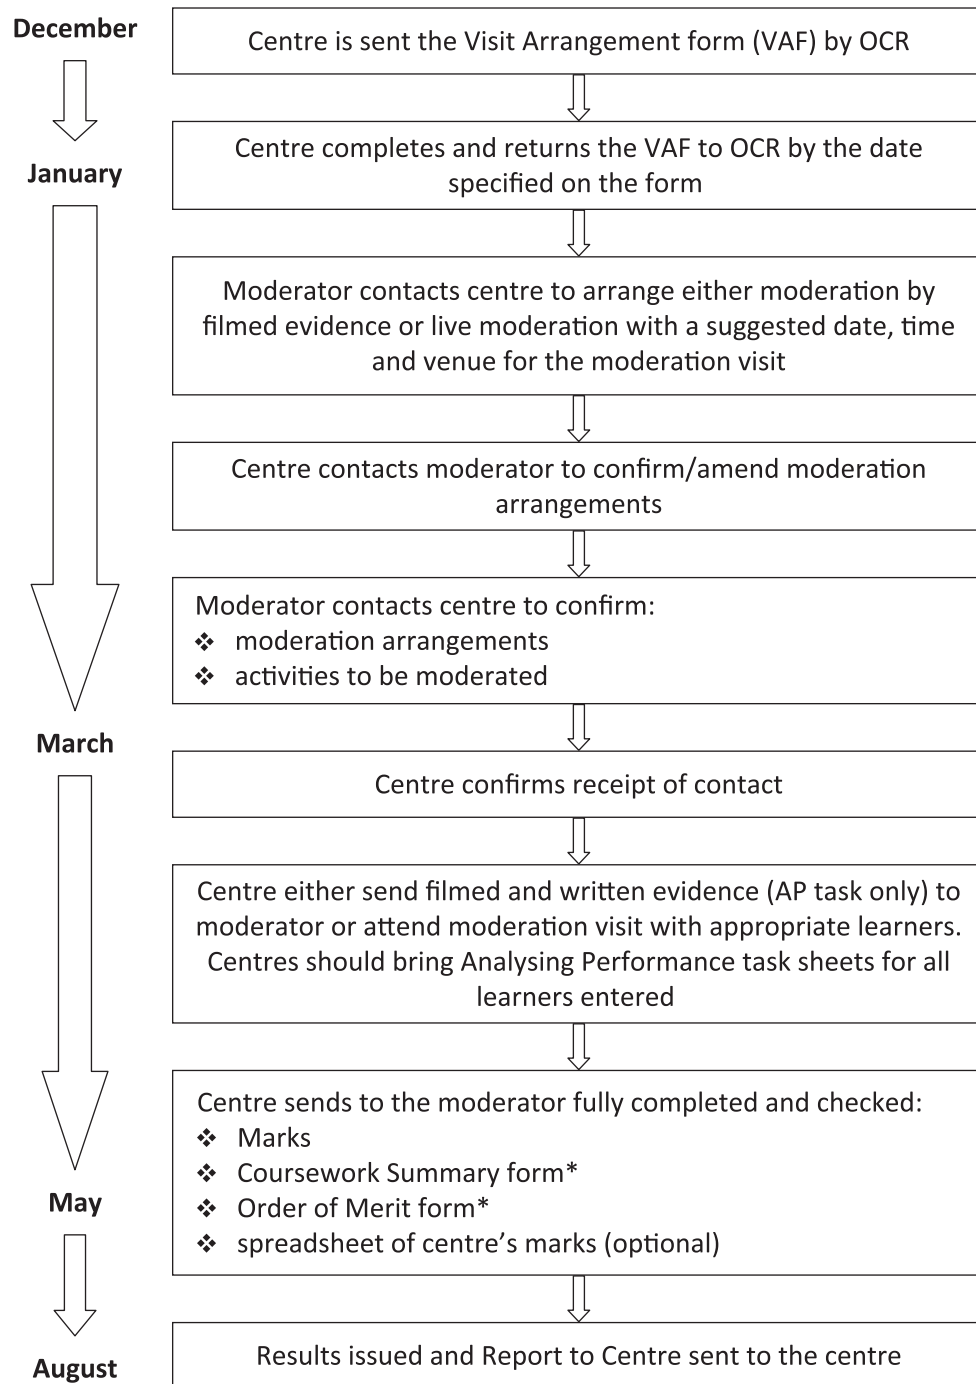 December
Centre is sent the Visit Arrangement form (VAF) by OCR
Centre completes and returns the VAF to OCR by the date
specified on the form
January
Moderator contacts centre to arrange either moderation by
filmed evidence or live moderation with a suggested date, time
and venue for the moderation visit
Centre contacts moderator to confirm/amend moderation
arrangements
Moderator contacts centre to confirm:
❖ moderation arrangements
❖ activities to be moderated
March
Centre confirms receipt of contact
Centre either send filmed and written evidence (AP task only) to
moderator or attend moderation visit with appropriate learners.
Centres should bring Analysing Performance task sheets for all
learners entered
Centre sends to the moderator fully completed and checked:
❖ Marks
❖ Coursework Summary form*
❖ Order of Merit form*
❖ spreadsheet of centre’s marks (optional)
May
Results issued and Report to Centre sent to the centre
August